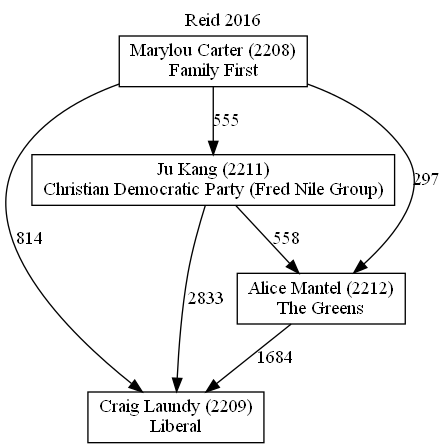 Reid 2016
Marylou Carter (2208)
Family First
555
Ju Kang (2211)
Christian Democratic Party (Fred Nile Group)
297
814
558
2833
Alice Mantel (2212)
The Greens
1684
Craig Laundy (2209)
Liberal